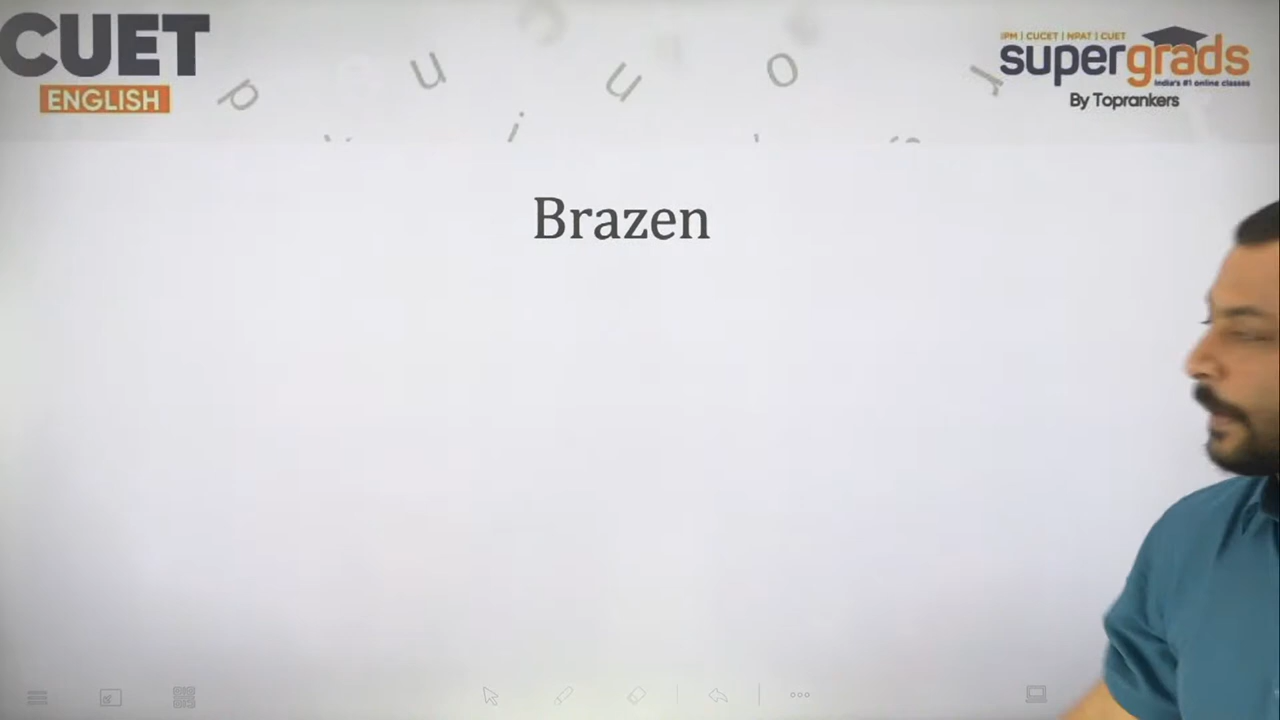 CUET
ENGLISH
IPM | CUCET | NPAT | CUET
supergrads
India's #1 online classes
By Toprankers
p u i u o r
Brazen